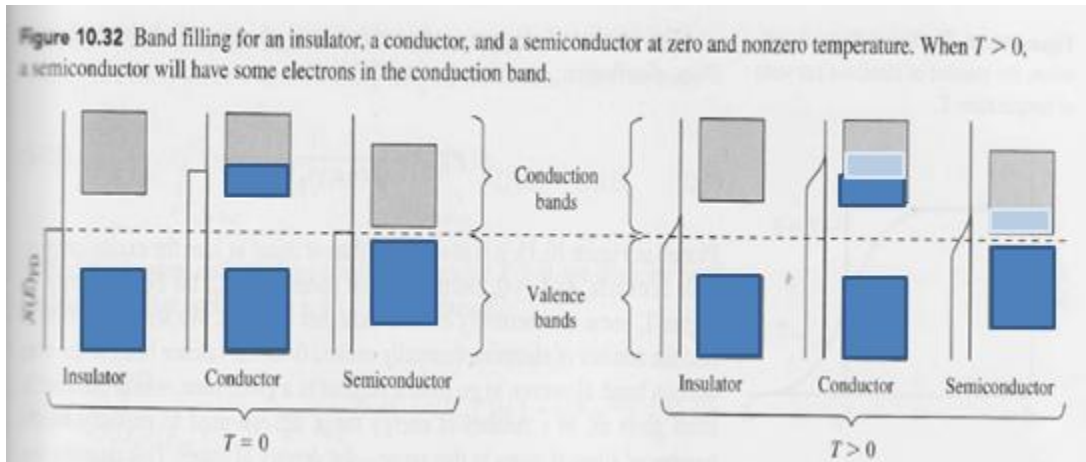 Figure 10.32 Band filling for an insulator, a conductor, and a semiconductor at zero and nonzero temperature. When T > 0,
a semiconductor will have some electrons in the conduction band.
Conduction
bands
Valence
bands
N(E)FD
Insulator
Conductor
Semiconductor
Insulator
Conductor
Semiconductor
T = 0
T > 0